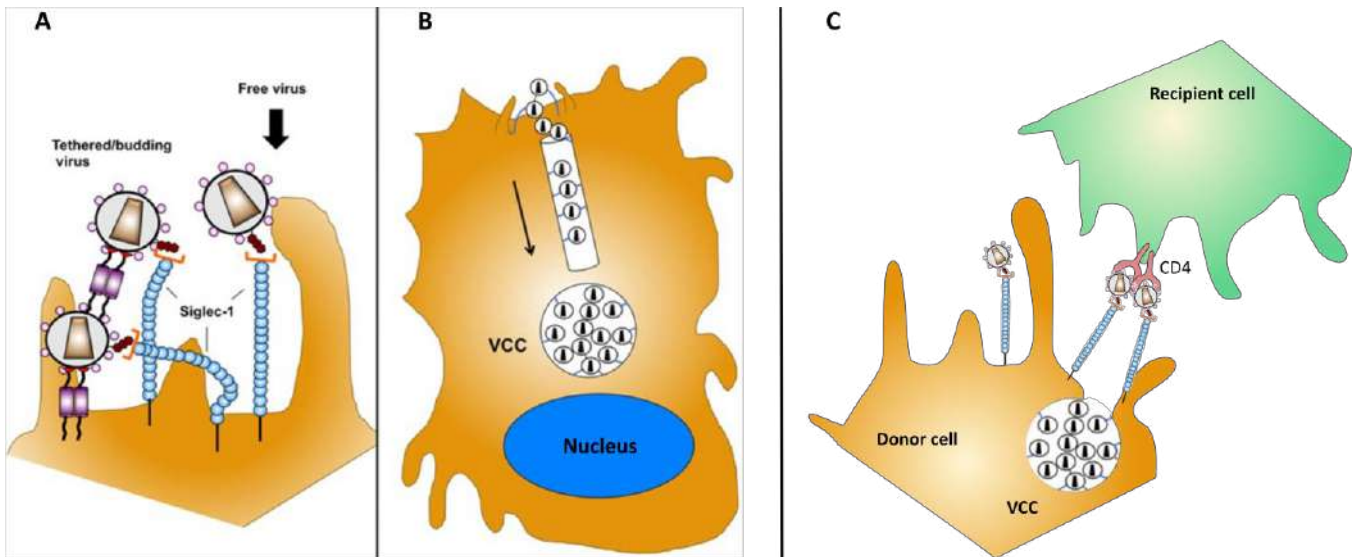 A
Free virus
Tethered/budding
virus
Siglec-1
B
VCC
Nucleus
C
Recipient cell
CD4
Donor cell
VCC